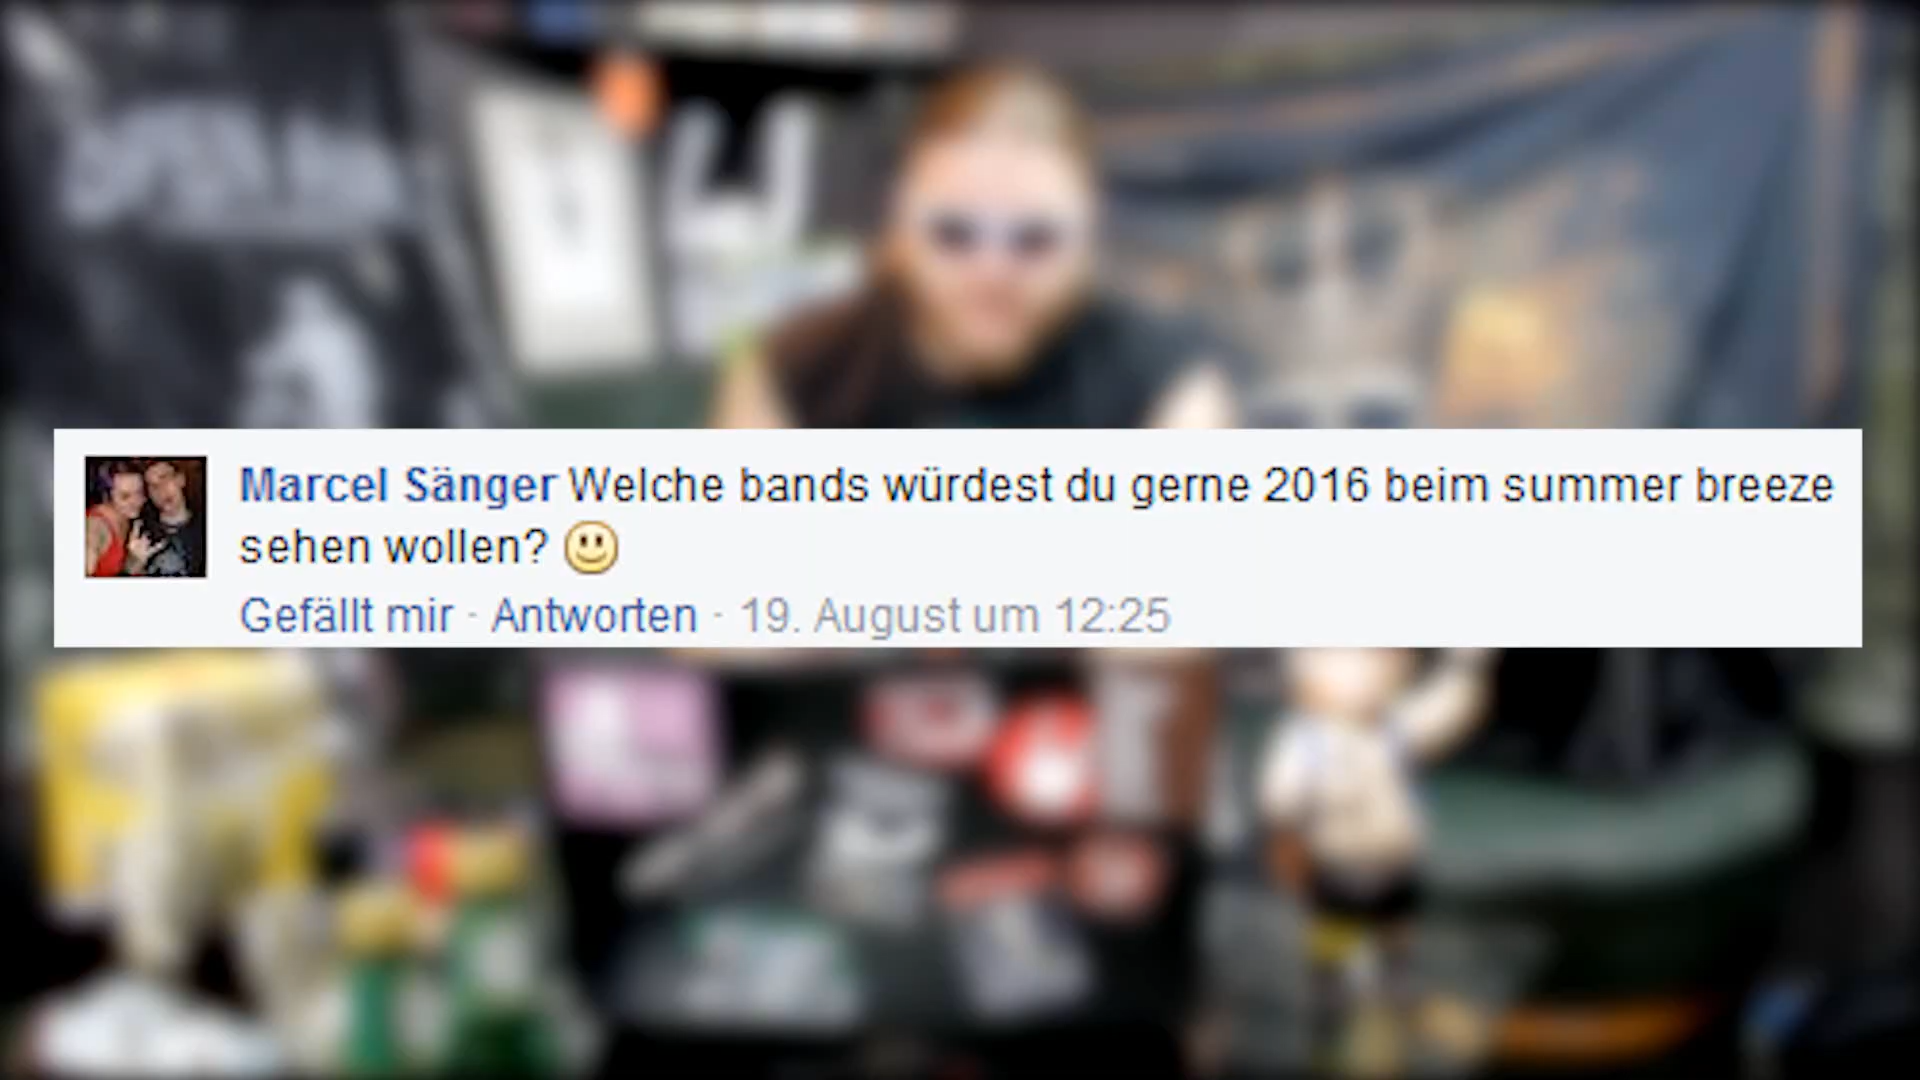 Marcel Sänger Welche bands würdest du gerne 2016 beim summer breeze
sehen wollen?
Gefällt mir · Antworten · 19. August um 12:25